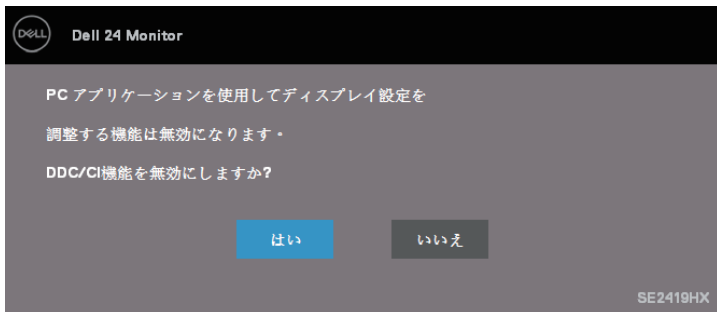 DELL
Dell 24 Monitor
PC アプリケーションを使用してディスプレイ設定を
調整する機能は無効になります。
DDC/CI機能を無効にしますか?
はい
いいえ
SE2419HX